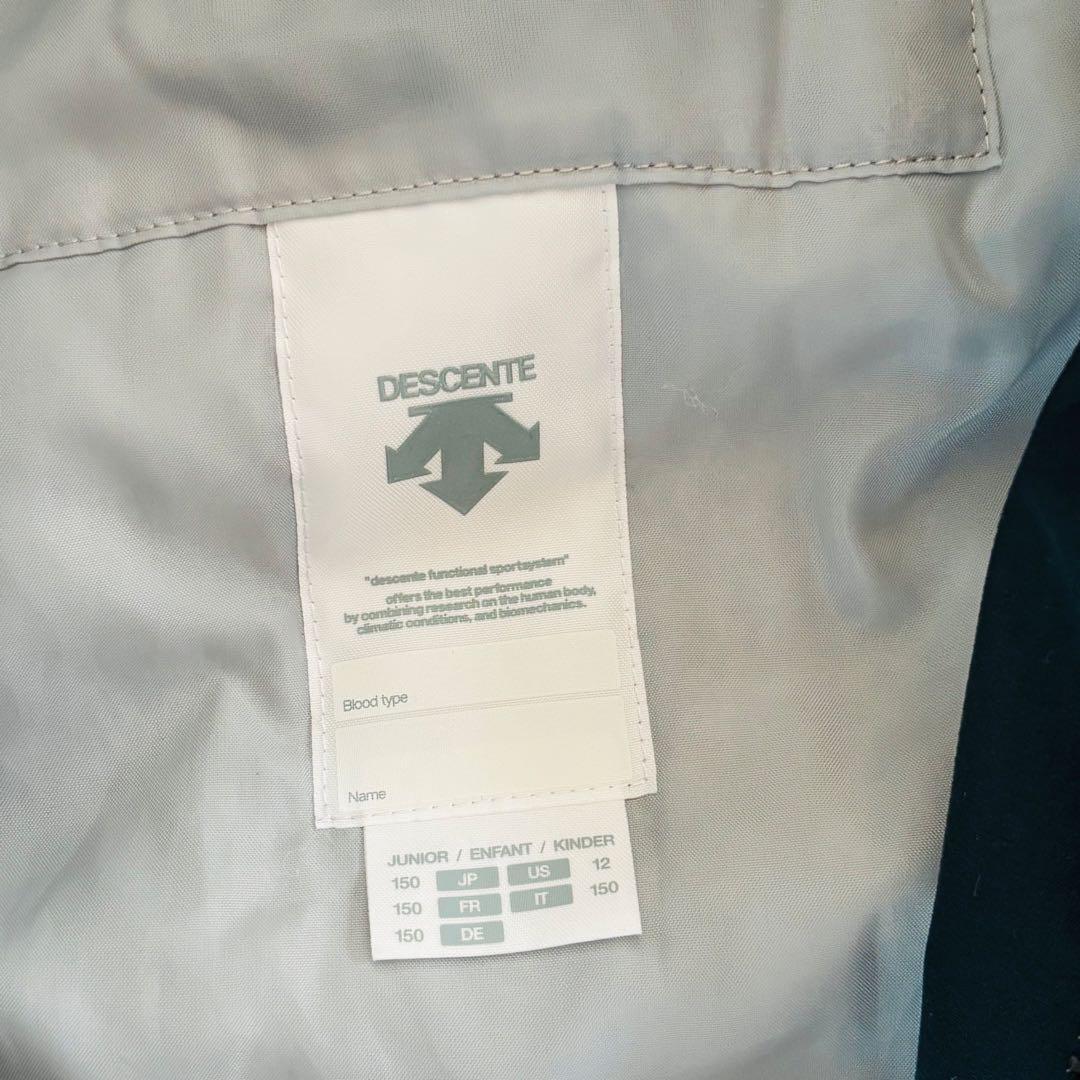 DESCENTE
"descente functional sportsystem"
offers the best performance
by combining research on the human body,
climatic conditions, and biomechanics.
Blood type
Name
JUNIOR / ENFANT / KINDER
150 JP US 12
150 FR IT 150
150 DE